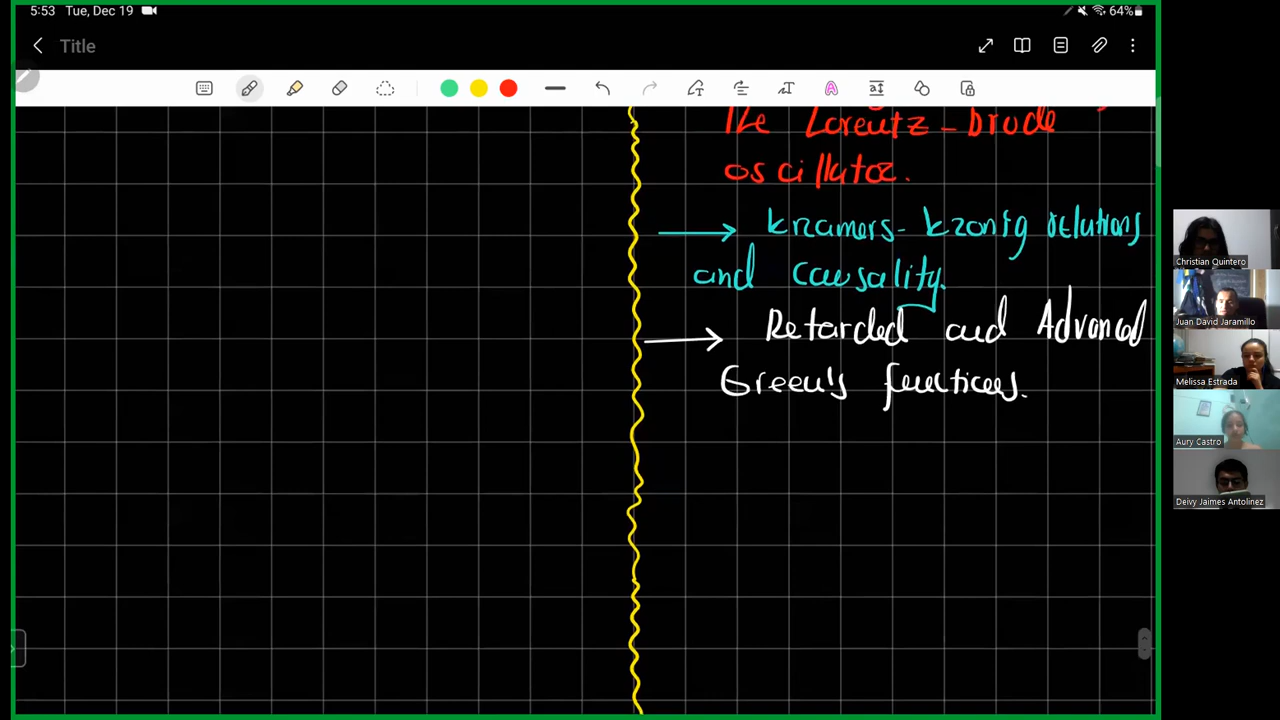 5:53 Tue, Dec 19
64%
Title
The Lorentz - Drude
oscillator.
Kramers - Kronig relations
and causality.
Retarded and Advanced
Green's functions.
Christian Quintero
Juan David Jaramillo
Melissa Estrada
Aury Castro
Deivy Jaimes Antolinez